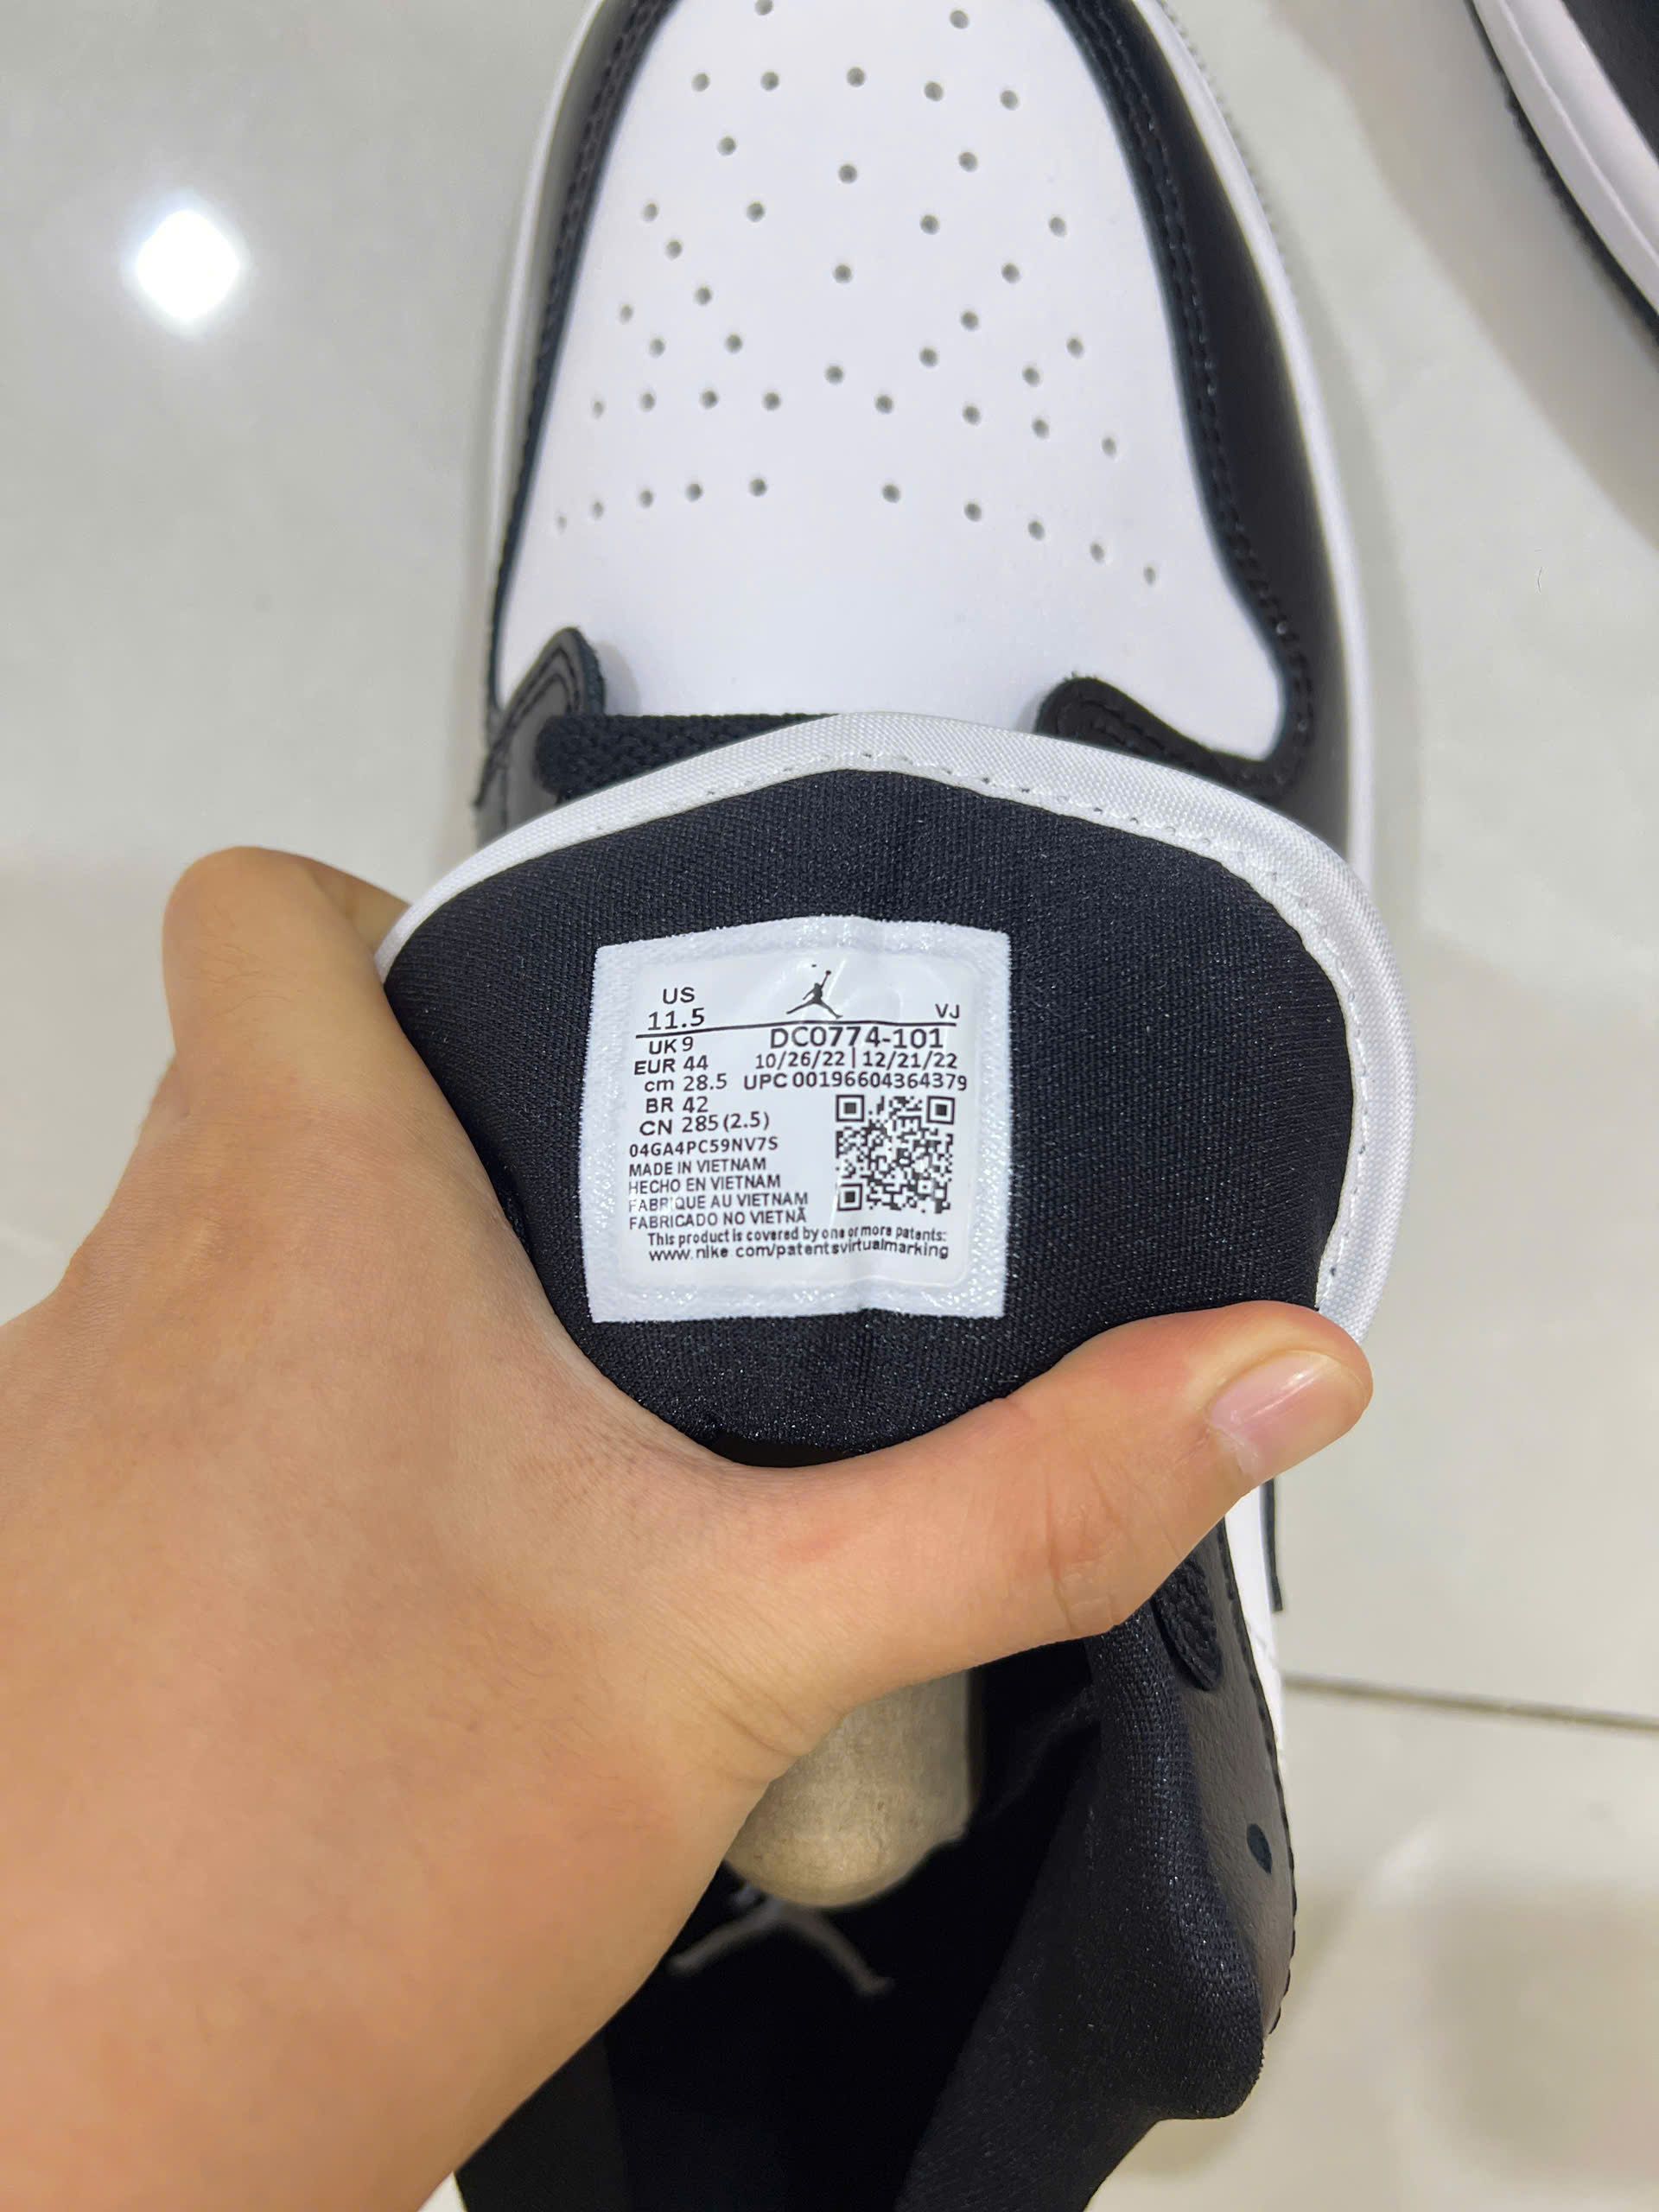 US
11.5
VJ
UK 9
DC0774-101
EUR 44
10/26/22 | 12/21/22
cm 28.5
UPC 00196604364379
BR 42
CN 285 (2.5)
04GA4PC59NV7S
MADE IN VIETNAM
HECHO EN VIETNAM
FABRIQUE AU VIETNAM
FABRICADO NO VIETNÃ
This product is covered by one or more patents:
www.nike com/patentsvirtualmarking